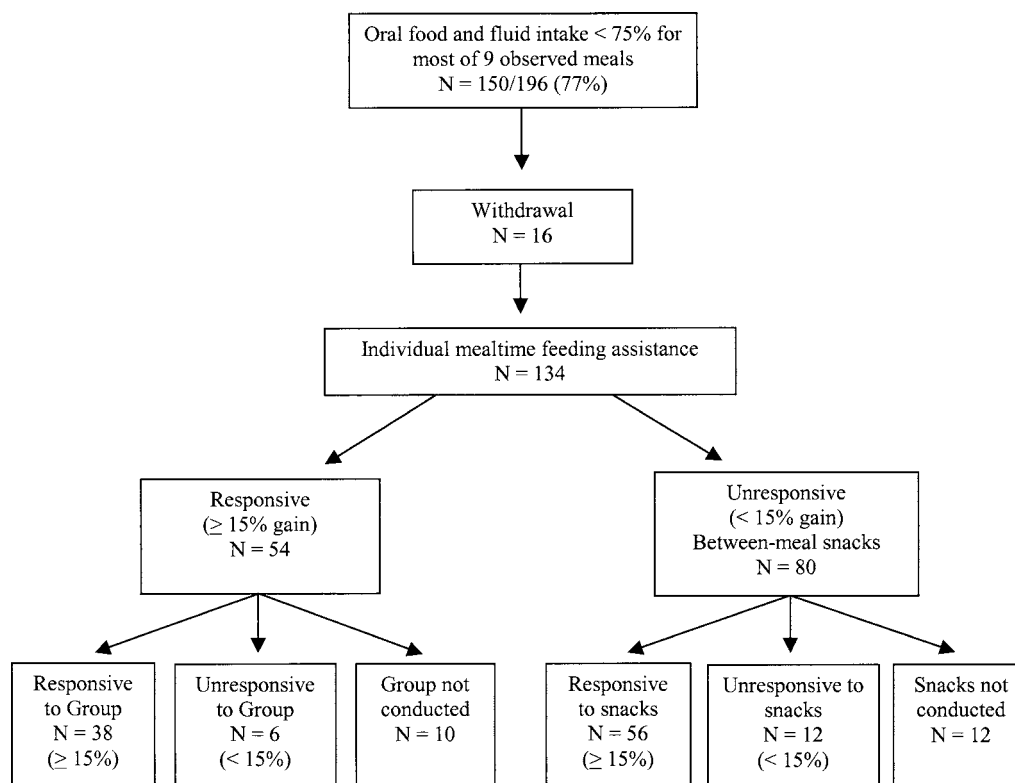 Oral food and fluid intake < 75% for
most of 9 observed meals
N = 150/196 (77%)
Withdrawal
N = 16
Individual mealtime feeding assistance
N = 134
Responsive
(≥ 15% gain)
N = 54
Unresponsive
(< 15% gain)
Between-meal snacks
N = 80
Responsive
to Group
N = 38
(≥ 15%)
Unresponsive
to Group
N = 6
(< 15%)
Group not
conducted
N = 10
Responsive
to snacks
N = 56
(≥ 15%)
Unresponsive to
snacks
N = 12
(< 15%)
Snacks not
conducted
N = 12